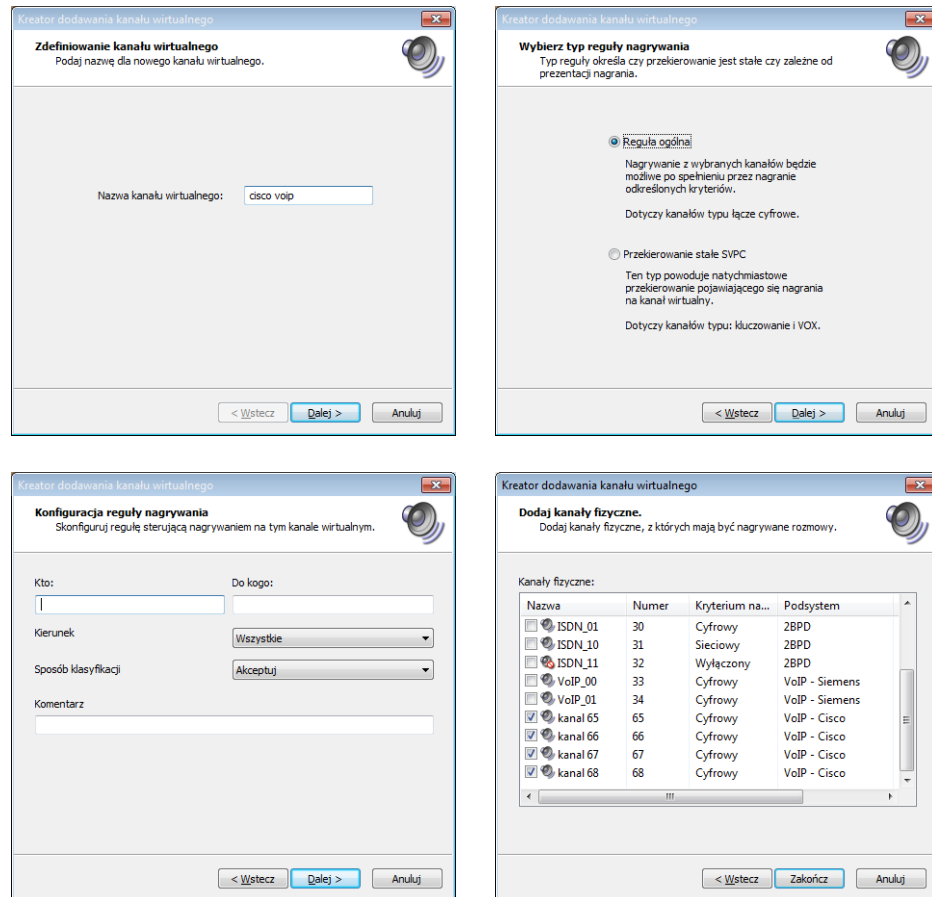 Kreator dodawania kanału wirtualnego
Zdefiniowanie kanału wirtualnego
Podaj nazwę dla nowego kanału wirtualnego.
Nazwa kanału wirtualnego: cisco voip
< Wstecz Dalej > Anuluj
Kreator dodawania kanału wirtualnego
Wybierz typ reguły nagrywania
Typ reguły określa czy przekierowanie jest stałe czy zależne od
prezentacji nagrania.
Reguła ogólna
Nagrywanie z wybranych kanałów będzie
możliwe po spełnieniu przez nagranie
odkreślonych kryteriów.
Dotyczy kanałów typu łącze cyfrowe.
Przekierowanie stałe SVPC
Ten typ powoduje natychmiastowe
przekierowanie pojawiającego się nagrania
na kanał wirtualny.
Dotyczy kanałów typu: kluczowanie i VOX.
< Wstecz Dalej > Anuluj
Kreator dodawania kanału wirtualnego
Konfiguracja reguły nagrywania
Skonfiguruj regułę sterującą nagrywaniem na tym kanale wirtualnym.
Kto: Do kogo:
Kierunek Wszystkie
Sposób klasyfikacji Akceptuj
Komentarz
< Wstecz Dalej > Anuluj
Kreator dodawania kanału wirtualnego
Dodaj kanały fizyczne.
Dodaj kanały fizyczne, z których mają być nagrywane rozmowy.
Kanały fizyczne:
Nazwa Numer Kryterium na... Podsystem
ISDN_01 30 Cyfrowy 2BPD
ISDN_10 31 Sieciowy 2BPD
ISDN_11 32 Wyłączony 2BPD
VoIP_00 33 Cyfrowy VoIP - Siemens
VoIP_01 34 Cyfrowy VoIP - Siemens
kanal 65 65 Cyfrowy VoIP - Cisco
kanal 66 66 Cyfrowy VoIP - Cisco
kanal 67 67 Cyfrowy VoIP - Cisco
kanal 68 68 Cyfrowy VoIP - Cisco
< Wstecz Zakończ Anuluj